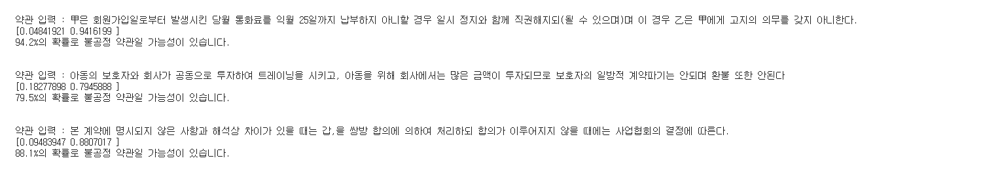 약관 입력 : 甲은 회원가입일로부터 발생시킨 당월 통화료를 익월 25일까지 납부하지 아니할 경우 일시 정지와 함께 직권해지되(될 수 있으며)며 이 경우 乙은 甲에게 고지의 의무를 갖지 아니한다.
[0.04841921 0.9416199 ]
94.2%의 확률로 불공정 약관일 가능성이 있습니다.
약관 입력 : 아동의 보호자와 회사가 공동으로 투자하여 트레이닝을 시키고, 아동을 위해 회사에서는 많은 금액이 투자되므로 보호자의 일방적 계약파기는 안되며 환불 또한 안된다
[0.18277898 0.7945888 ]
79.5%의 확률로 불공정 약관일 가능성이 있습니다.
약관 입력 : 본 계약에 명시되지 않은 사항과 해석상 차이가 있을 때는 갑,을 쌍방 합의에 의하여 처리하되 합의가 이루어지지 않을 때에는 사업협회의 결정에 따른다.
[0.09483947 0.8807017 ]
88.1%의 확률로 불공정 약관일 가능성이 있습니다.